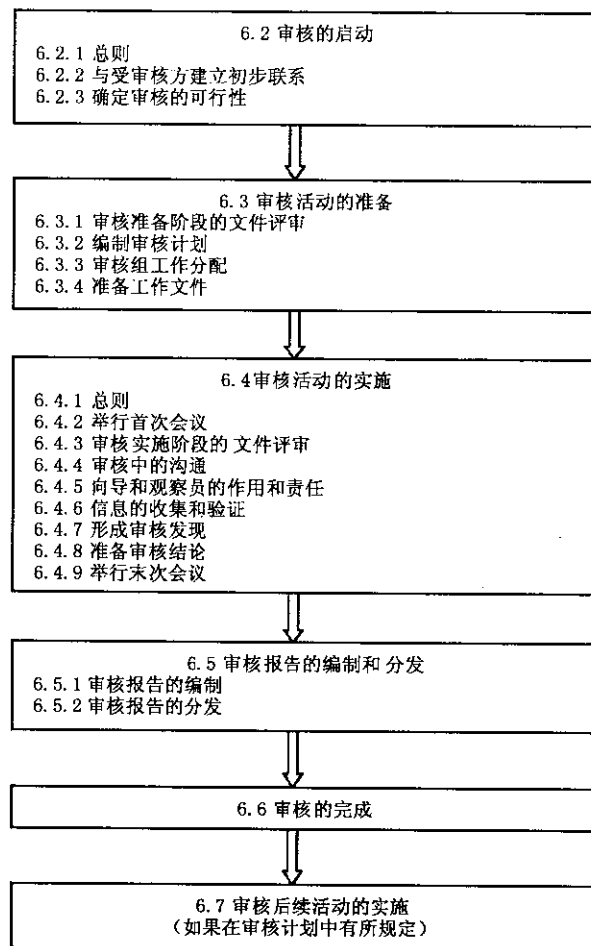 6.2 审核的启动
6.2.1 总则
6.2.2 与受审核方建立初步联系
6.2.3 确定审核的可行性
6.3 审核活动的准备
6.3.1 审核准备阶段的文件评审
6.3.2 编制审核计划
6.3.3 审核组工作分配
6.3.4 准备工作文件
6.4审核活动的实施
6.4.1 总则
6.4.2 举行首次会议
6.4.3 审核实施阶段的 文件评审
6.4.4 审核中的沟通
6.4.5 向导和观察员的作用和责任
6.4.6 信息的收集和验证
6.4.7 形成审核发现
6.4.8 准备审核结论
6.4.9 举行末次会议
6.5 审核报告的编制和 分发
6.5.1 审核报告的编制
6.5.2 审核报告的分发
6.6 审核的完成
6.7 审核后续活动的实施
（如果在审核计划中有所规定）